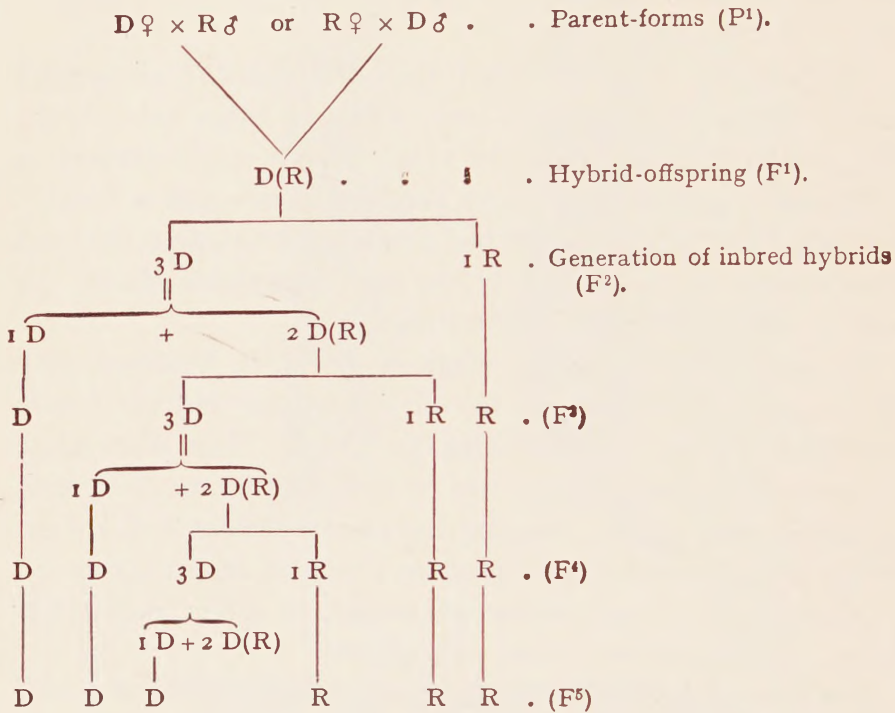 D♀ × R♂ or R♀ × D♂ . . Parent-forms (P¹).
D(R) . . . . Hybrid-offspring (F¹).
3 D 1 R . Generation of inbred hybrids
(F²).
1 D + 2 D(R)
D 3 D 1 R R . (F³)
1 D + 2 D(R)
D D 3 D 1 R R R . (F⁴)
1 D + 2 D(R)
D D D R R R . (F⁵)